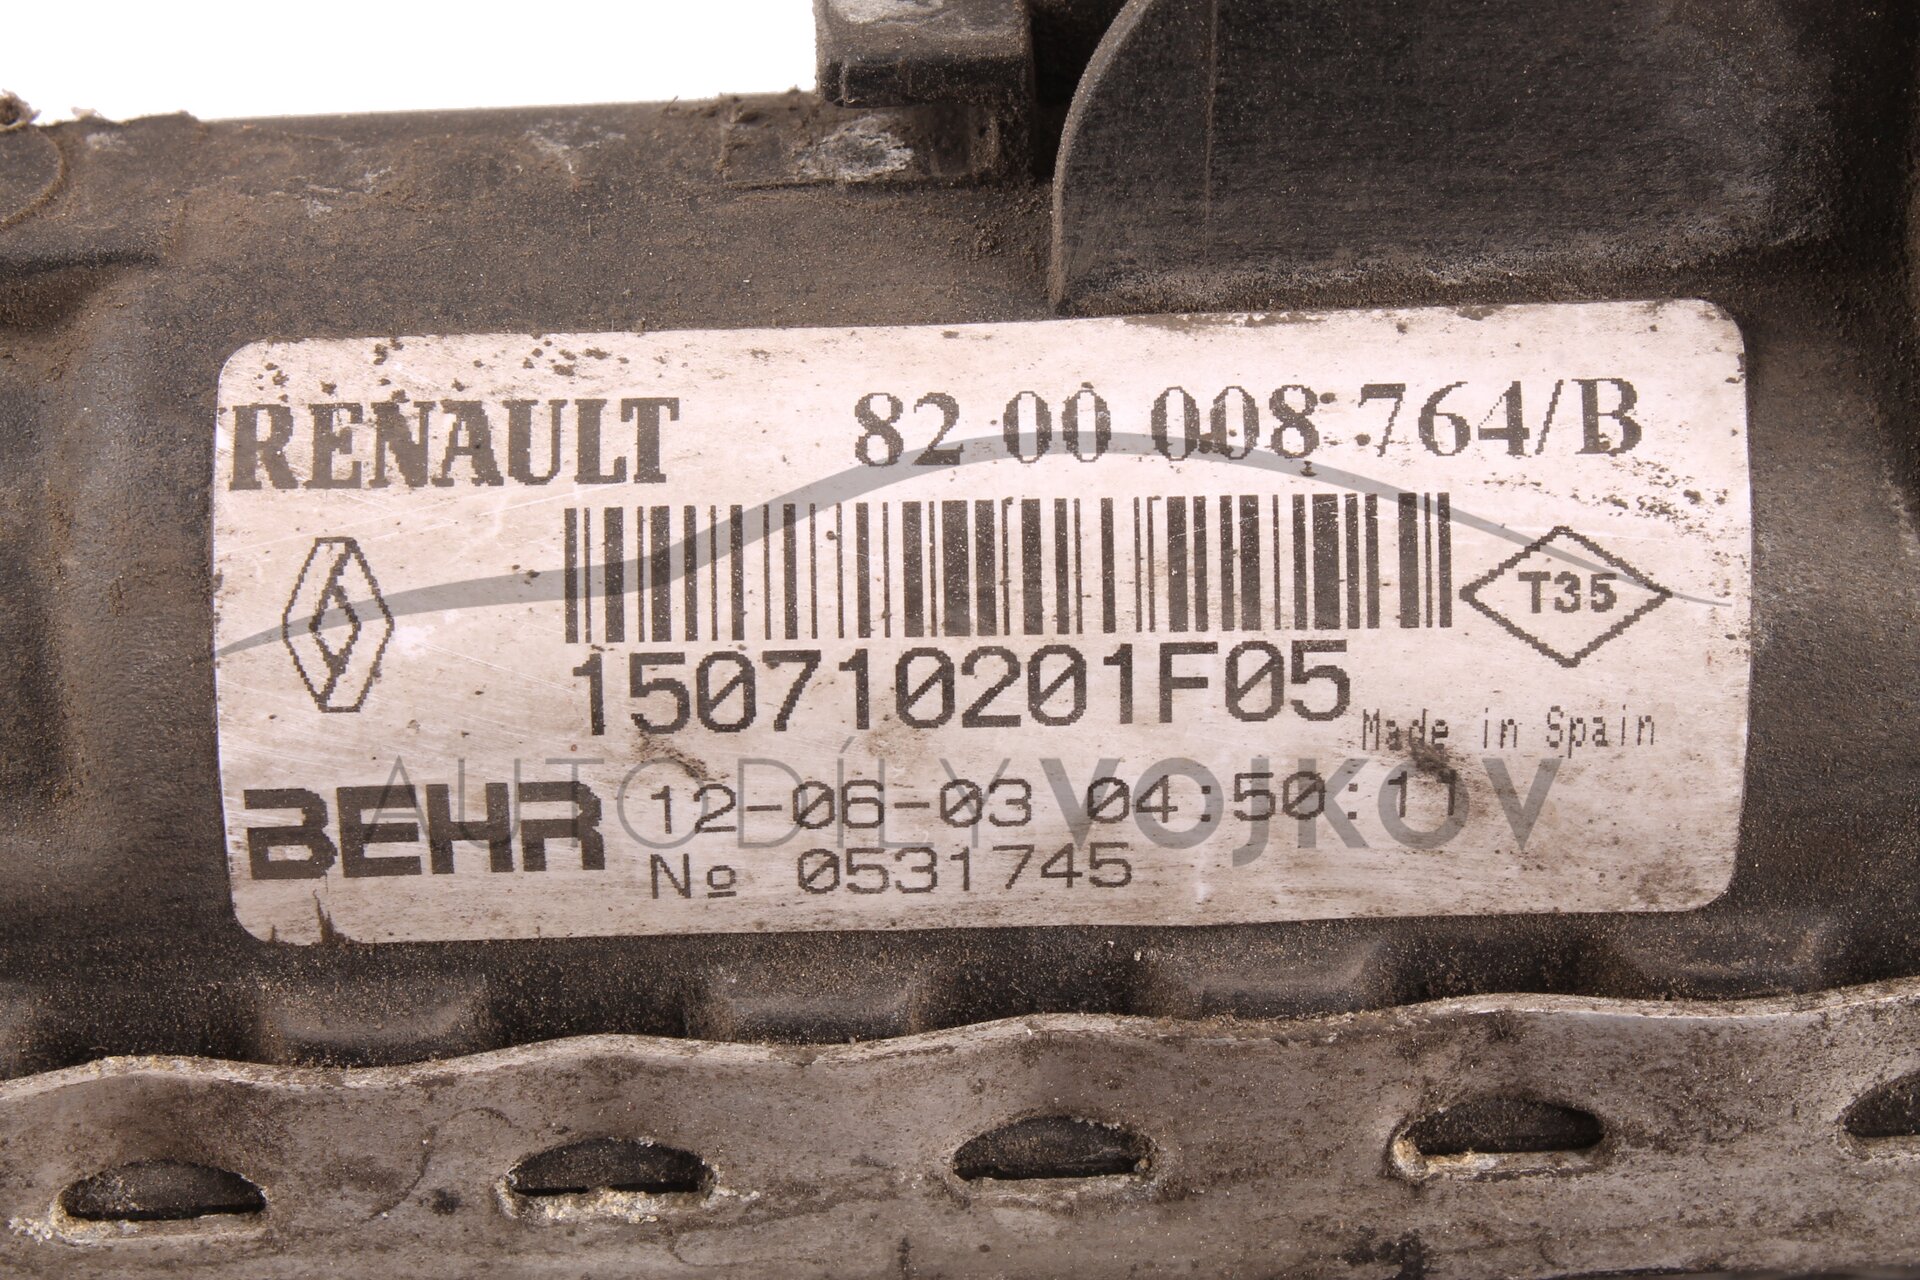 RENAULT 82 00 008 764/B
T35
150710201F05
Made in Spain
AUTODÍLY VOJKOV
BEHR 12-06-03 04:50:11
Nº 0531745